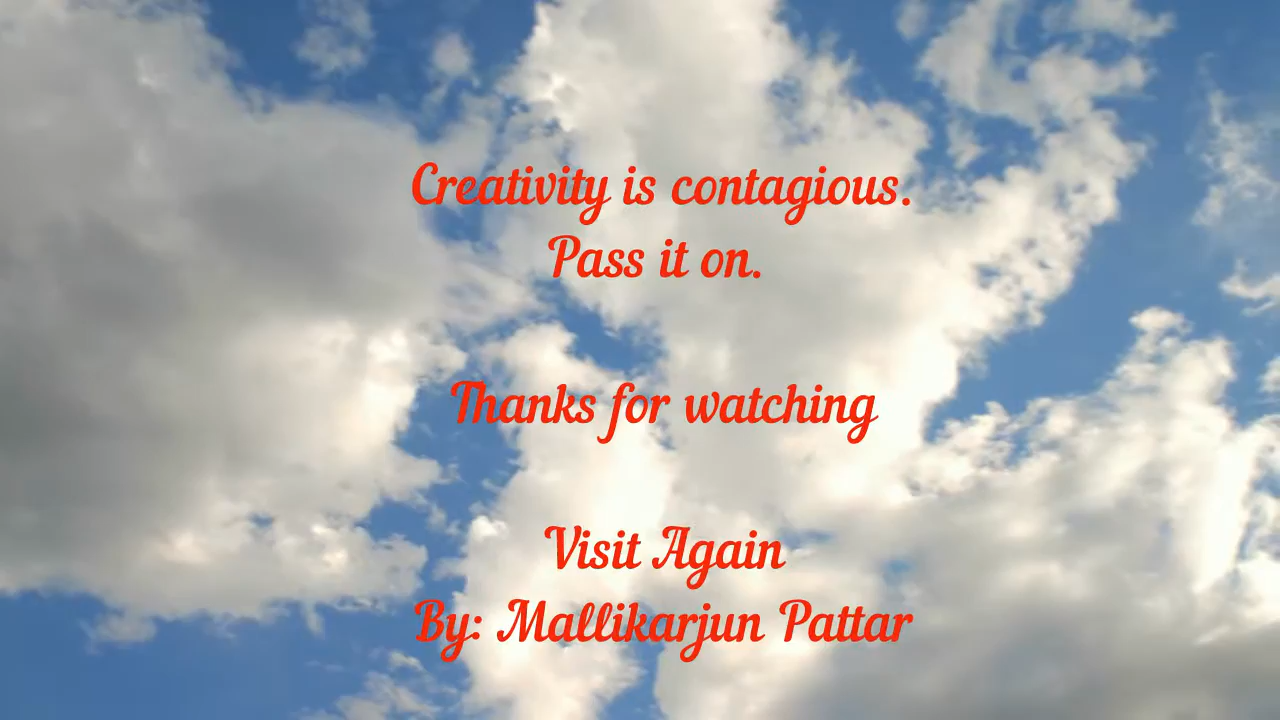 Creativity is contagious.
Pass it on.
Thanks for watching
Visit Again
By: Mallikarjun Pattar